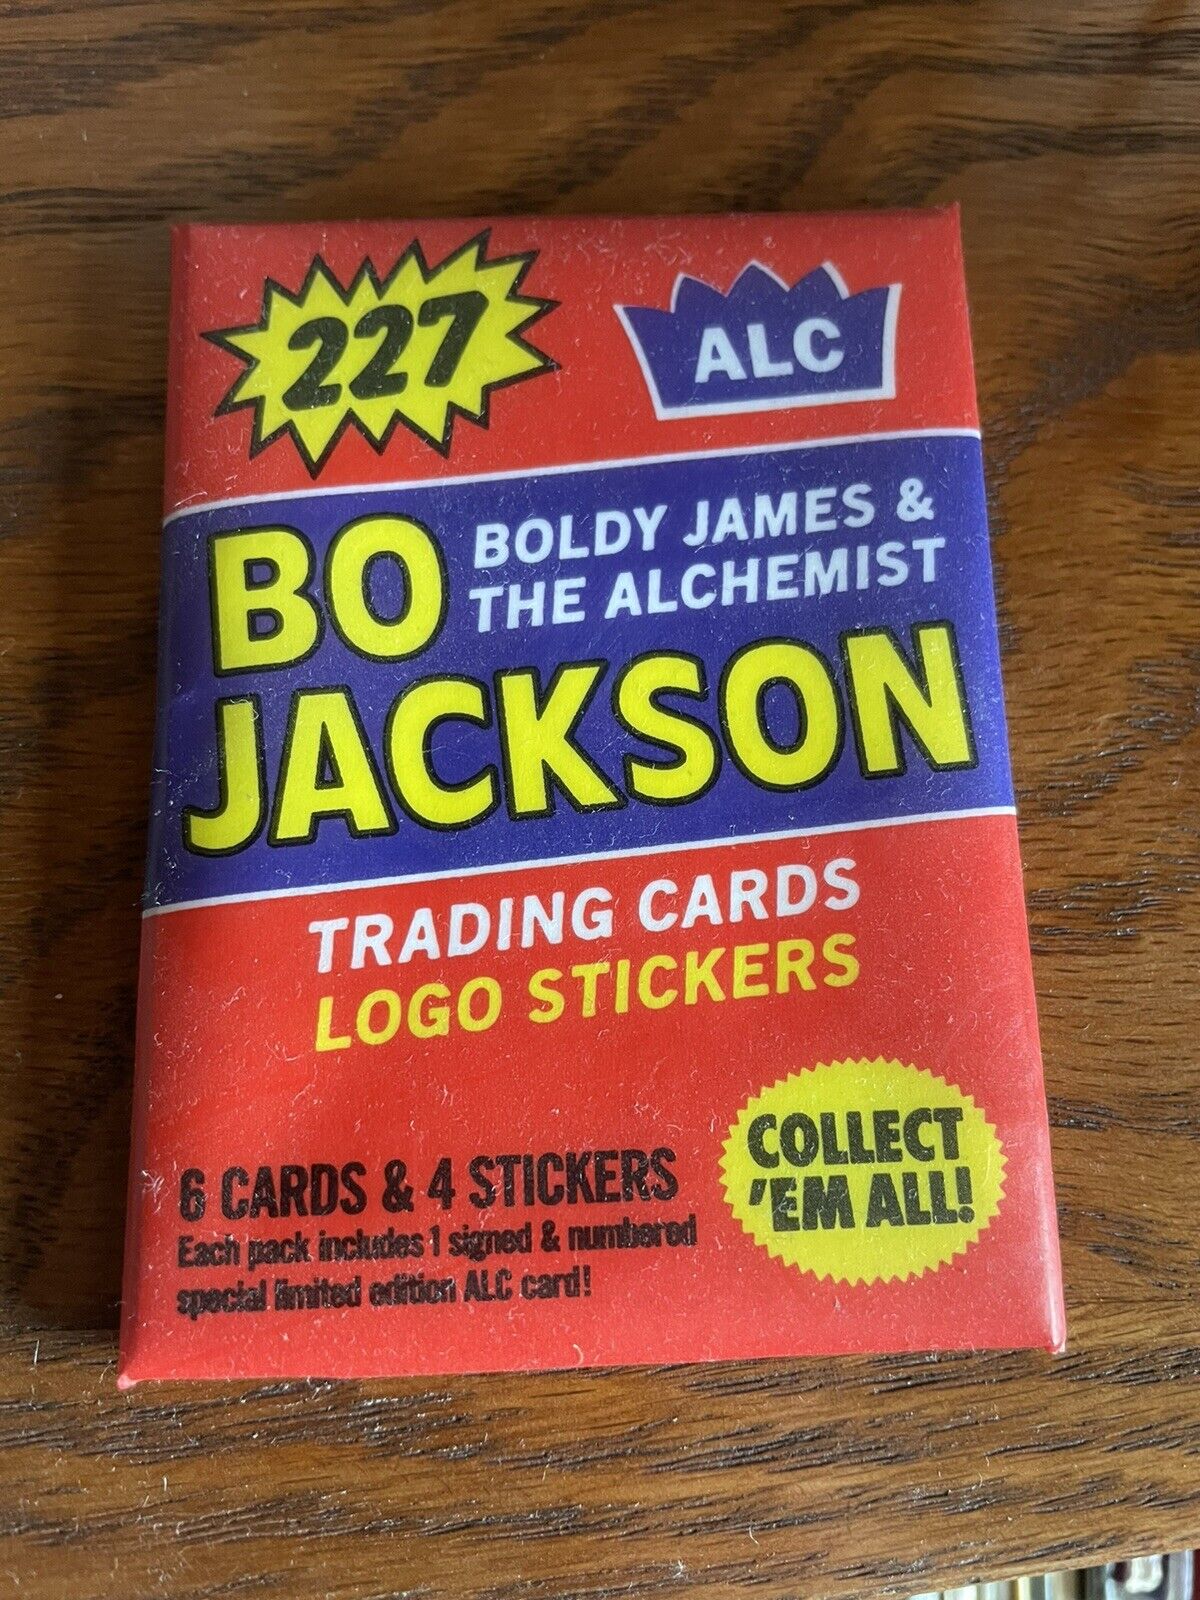 227
ALC
BO
BOLDY JAMES &
THE ALCHEMIST
JACKSON
TRADING CARDS
LOGO STICKERS
6 CARDS & 4 STICKERS
Each pack includes 1 signed & numbered
special limited edition ALC card!
COLLECT
'EM ALL!